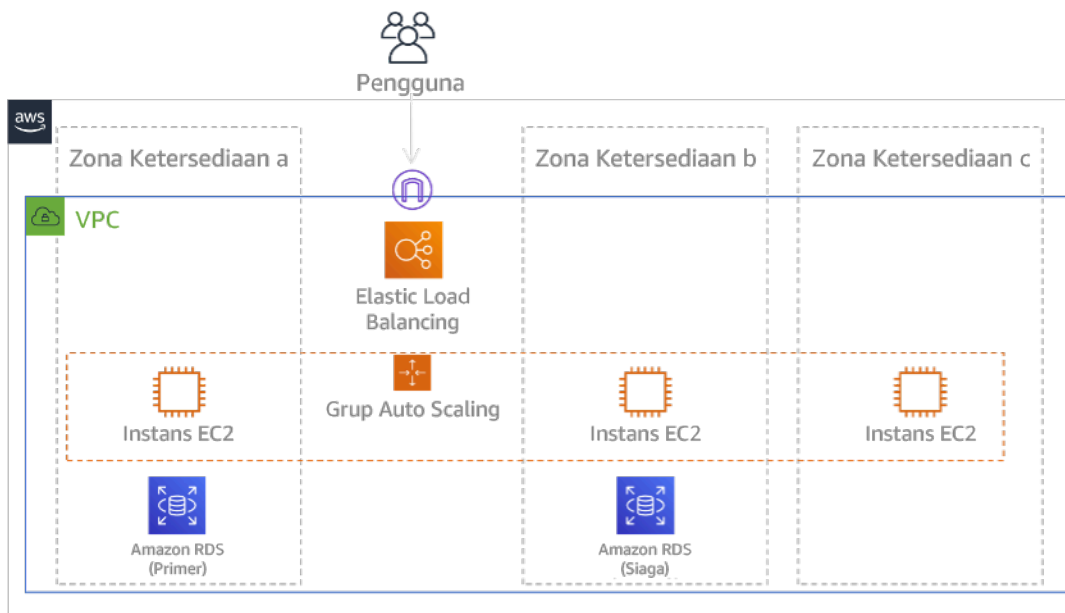 Pengguna
aws
Zona Ketersediaan a
Zona Ketersediaan b
Zona Ketersediaan c
VPC
Elastic Load
Balancing
Grup Auto Scaling
Instans EC2
Instans EC2
Instans EC2
Amazon RDS
(Primer)
Amazon RDS
(Siaga)